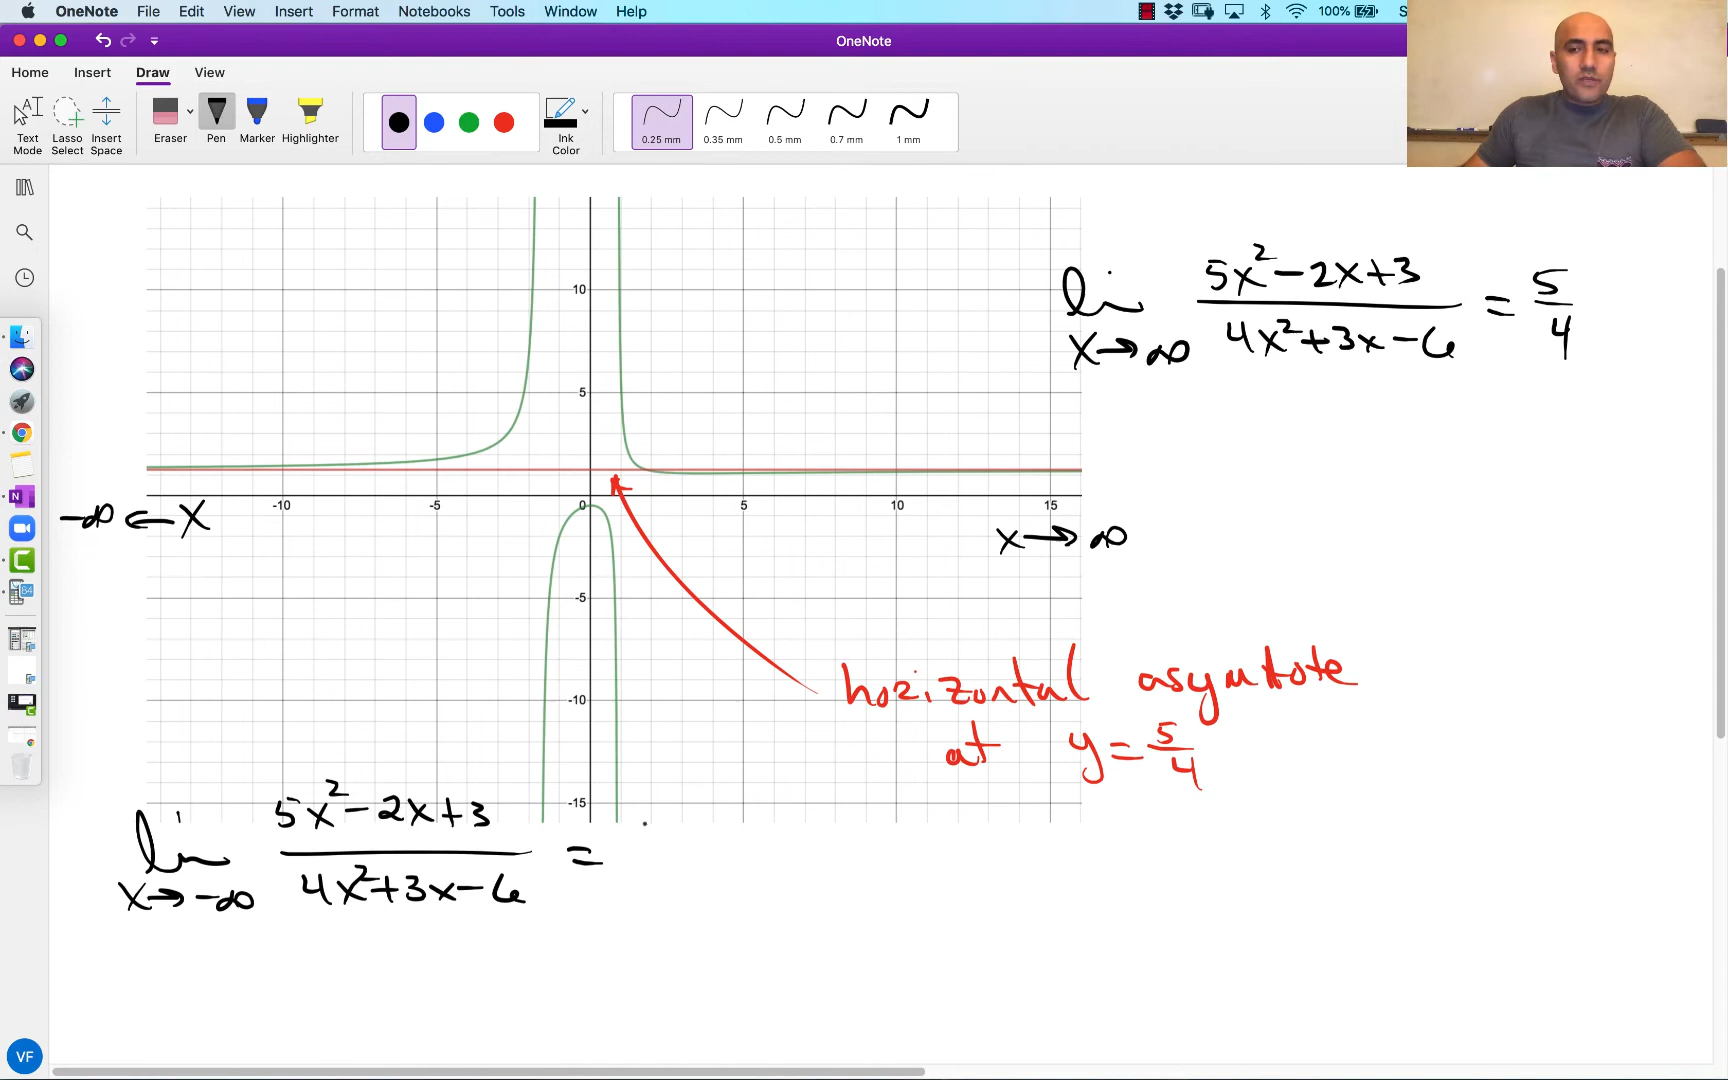 OneNote File Edit View Insert Format Notebooks Tools Window Help 100%
OneNote
Home Insert Draw View
Text Mode Lasso Select Insert Space Eraser Pen Marker Highlighter Ink Color 0.25 mm 0.35 mm 0.5 mm 0.7 mm 1 mm
lim x→∞ 5x²-2x+3 / 4x²+3x-6 = 5/4
10
5
-10 -5 0 5 10 15
-∞ ← x
x → ∞
-5
-10
-15
horizontal asymtote
at y = 5/4
lim x→-∞ 5x²-2x+3 / 4x²+3x-6 =
VF